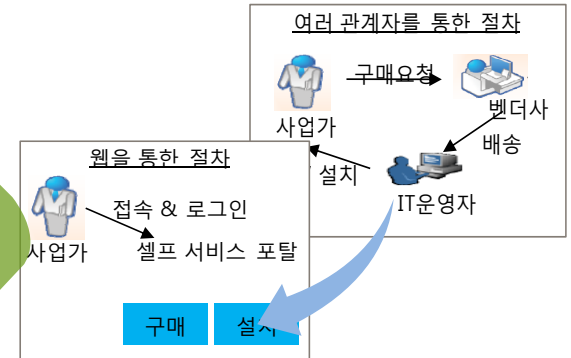 여러 관계자를 통한 절차
구매요청
벤더사
사업가
배송
설치
IT운영자
웹을 통한 절차
접속 & 로그인
사업가
셀프 서비스 포탈
구매
설치